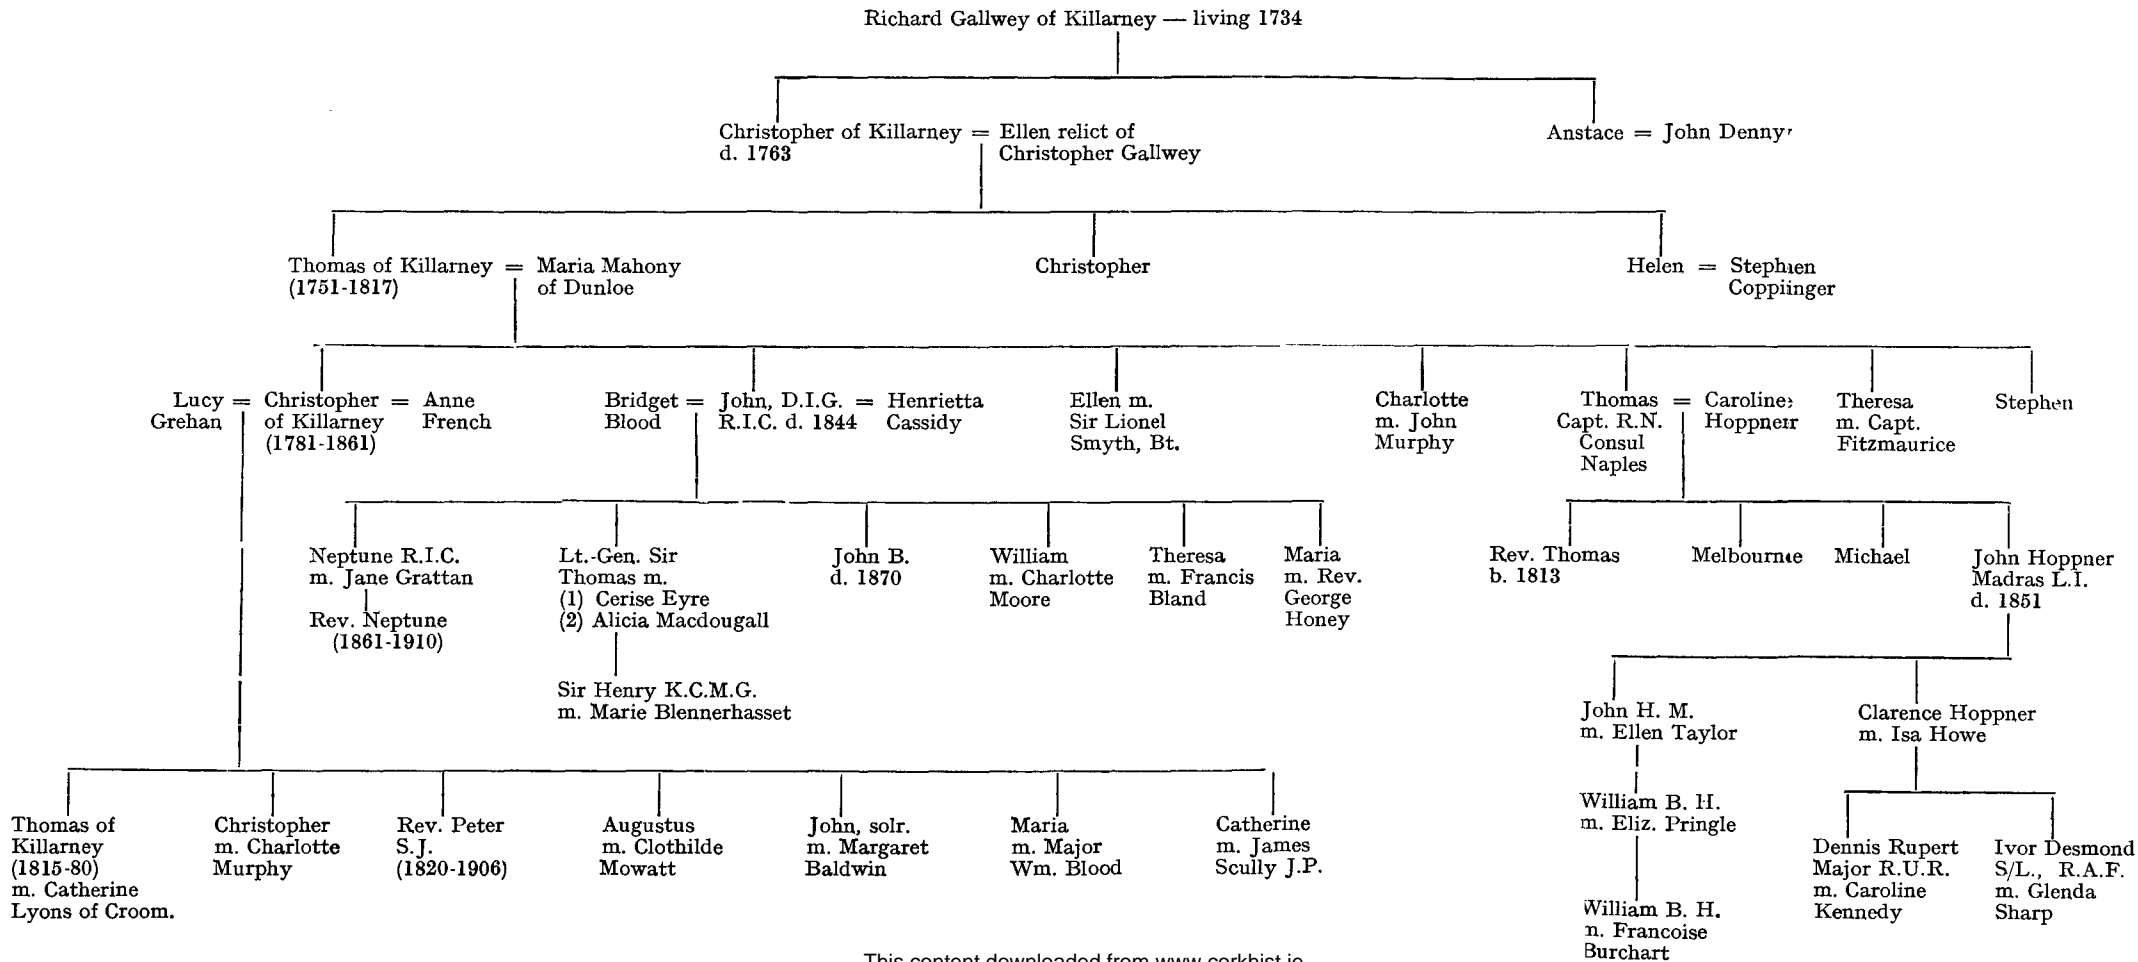 Richard Gallwey of Killarney — living 1734
Christopher of Killarney = Ellen relict of
d. 1763
Christopher Gallwey
Anstace = John Denny
Thomas of Killarney = Maria Mahony
(1751-1817)
of Dunloe
Christopher
Helen = Stephen
Coppinger
Lucy = Christopher = Anne
Grehan
of Killarney
French
(1781-1861)
Bridget = John, D.I.G. = Henrietta
Blood
R.I.C. d. 1844
Cassidy
Ellen m.
Sir Lionel
Smyth, Bt.
Charlotte
m. John
Murphy
Thomas = Caroline
Capt. R.N.
Hoppner
Consul
Naples
Theresa
m. Capt.
Fitzmaurice
Stephen
Neptune R.I.C.
m. Jane Grattan
Rev. Neptune
(1861-1910)
Lt.-Gen. Sir
Thomas m.
(1) Cerise Eyre
(2) Alicia Macdougall
Sir Henry K.C.M.G.
m. Marie Blennerhasset
John B.
d. 1870
William
m. Charlotte
Moore
Theresa
m. Francis
Bland
Maria
m. Rev.
George
Honey
Rev. Thomas
b. 1813
Melbourne
Michael
John Hoppner
Madras L.I.
d. 1851
John H. M.
m. Ellen Taylor
William B. H.
m. Eliz. Pringle
William B. H.
m. Francoise
Burchart
Clarence Hoppner
m. Isa Howe
Dennis Rupert
Major R.U.R.
m. Caroline
Kennedy
Ivor Desmond
S/L., R.A.F.
m. Glenda
Sharp
Thomas of
Killarney
(1815-80)
m. Catherine
Lyons of Croom.
Christopher
m. Charlotte
Murphy
Rev. Peter
S.J.
(1820-1906)
Augustus
m. Clothilde
Mowatt
John, solr.
m. Margaret
Baldwin
Maria
m. Major
Wm. Blood
Catherine
m. James
Scully J.P.
This content downloaded from www.corkhist.ie